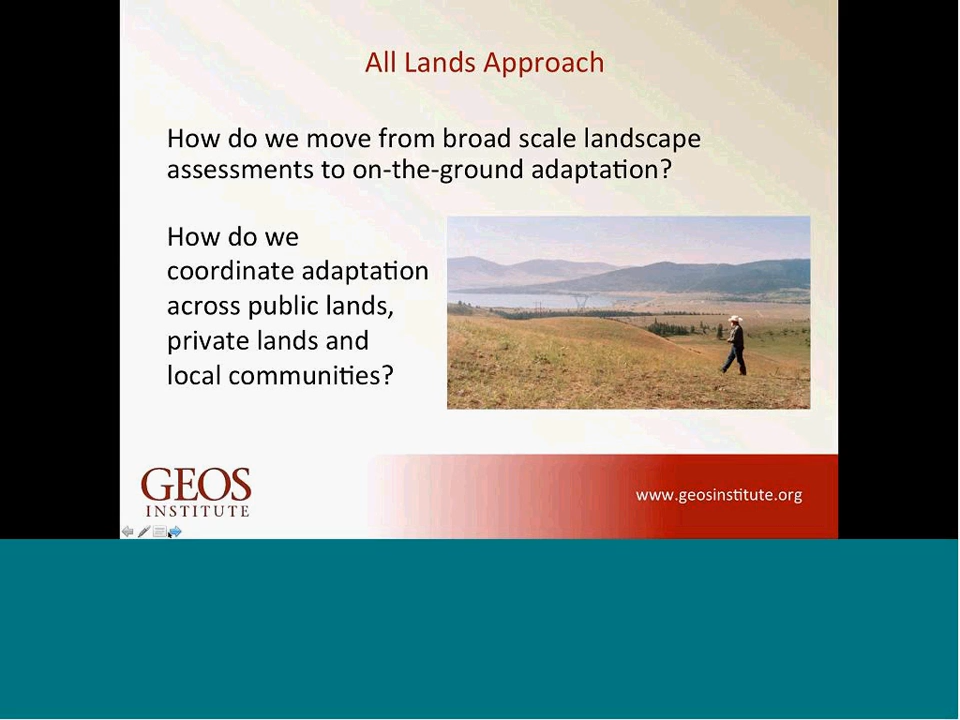 All Lands Approach
How do we move from broad scale landscape
assessments to on-the-ground adaptation?
How do we
coordinate adaptation
across public lands,
private lands and
local communities?
GEOS
INSTITUTE
www.geosinstitute.org